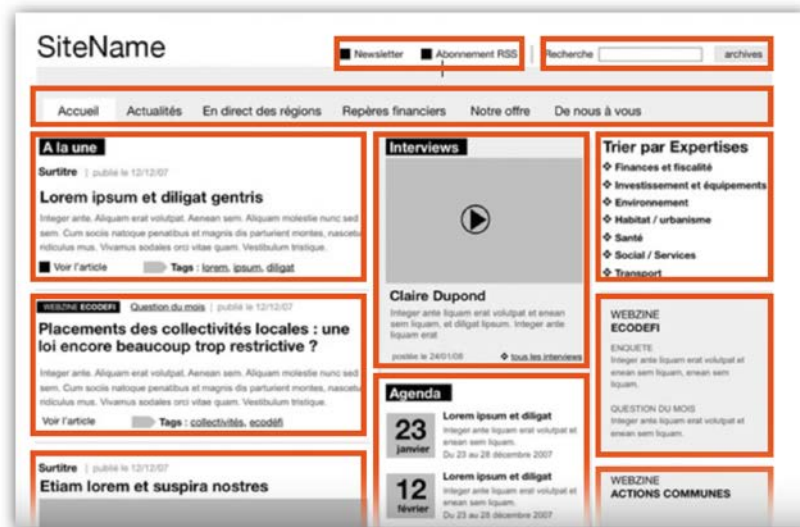 SiteName
Newsletter Abonnement RSS
Recherche archives
Accueil Actualités En direct des régions Repères financiers Notre offre De nous à vous
A la une
Surtitre | publié le 12/12/07
Lorem ipsum et diligat gentris
Integer ante. Aliquam erat volutpat. Aenean sem. Aliquam molestie nunc sed
sem. Cum sociis natoque penatibus et magnis dis parturient montes, nascetu
ridiculus mus. Vivamus sodales orci vitae quam. Vestibulum tristique.
Voir l'article Tags : lorem, ipsum, diligat
WEBZINE ECODEFI Question du mois | publié le 12/12/07
Placements des collectivités locales : une
loi encore beaucoup trop restrictive ?
Integer ante. Aliquam erat volutpat. Aenean sem. Aliquam molestie nunc sed
sem. Cum sociis natoque penatibus et magnis dis parturient montes, nascetu
ridiculus mus. Vivamus sodales orci vitae quam. Vestibulum tristique.
Voir l'article Tags : collectivités, ecodéfi
Surtitre | publié le 12/12/07
Etiam lorem et suspira nostres
Interviews
Claire Dupond
Integer ante liquam erat volutpat et enean
sem liquam, et diligat lipsum. Integer ante
liquam erat
postée le 24/01/08 tous les interviews
Agenda
23 janvier
Lorem ipsum et diligat
Integer ante liquam erat volutpat et
enean sem liquam.
Du 23 au 28 décembre 2007
12 février
Lorem ipsum et diligat
Integer ante liquam erat volutpat et
enean sem liquam.
Du 23 au 28 décembre 2007
Trier par Expertises
Finances et fiscalité
Investissement et équipements
Environnement
Habitat / urbanisme
Santé
Social / Services
Transport
WEBZINE
ECODEFI
ENQUETE
Integer ante liquam erat volutpat et
enean sem liquam, enean sem
liquam.
QUESTION DU MOIS
Integer ante liquam erat volutpat et
enean sem liquam.
WEBZINE
ACTIONS COMMUNES